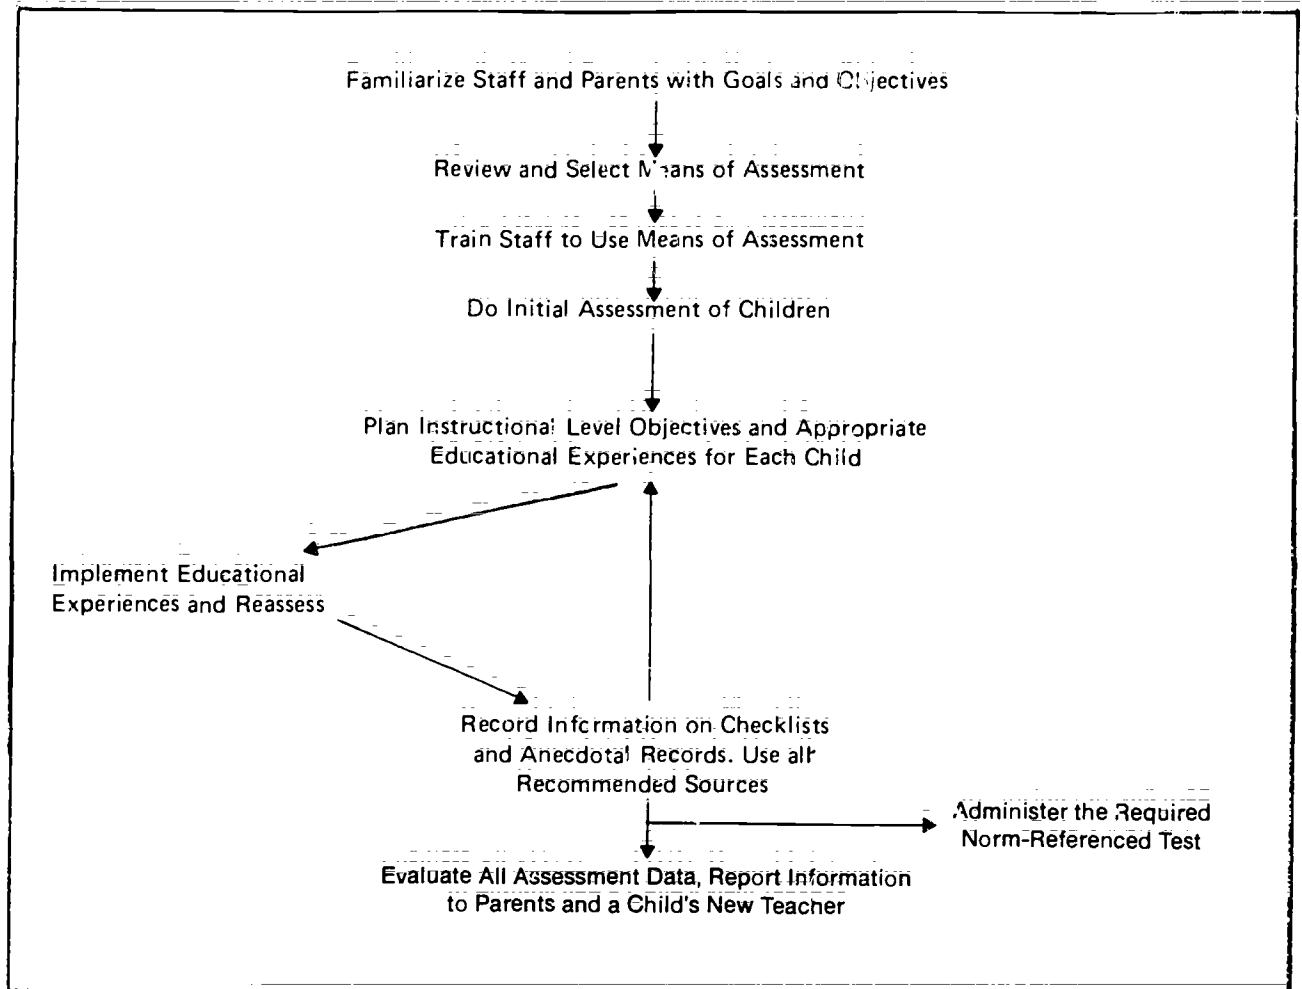 Familiarize Staff and Parents with Goals and Objectives
Review and Select Means of Assessment
Train Staff to Use Means of Assessment
Do Initial Assessment of Children
Plan Instructional Level Objectives and Appropriate
Educational Experiences for Each Child
Implement Educational
Experiences and Reassess
Record Information on Checklists
and Anecdotal Records. Use all
Recommended Sources
Administer the Required
Norm-Referenced Test
Evaluate All Assessment Data, Report Information
to Parents and a Child's New Teacher